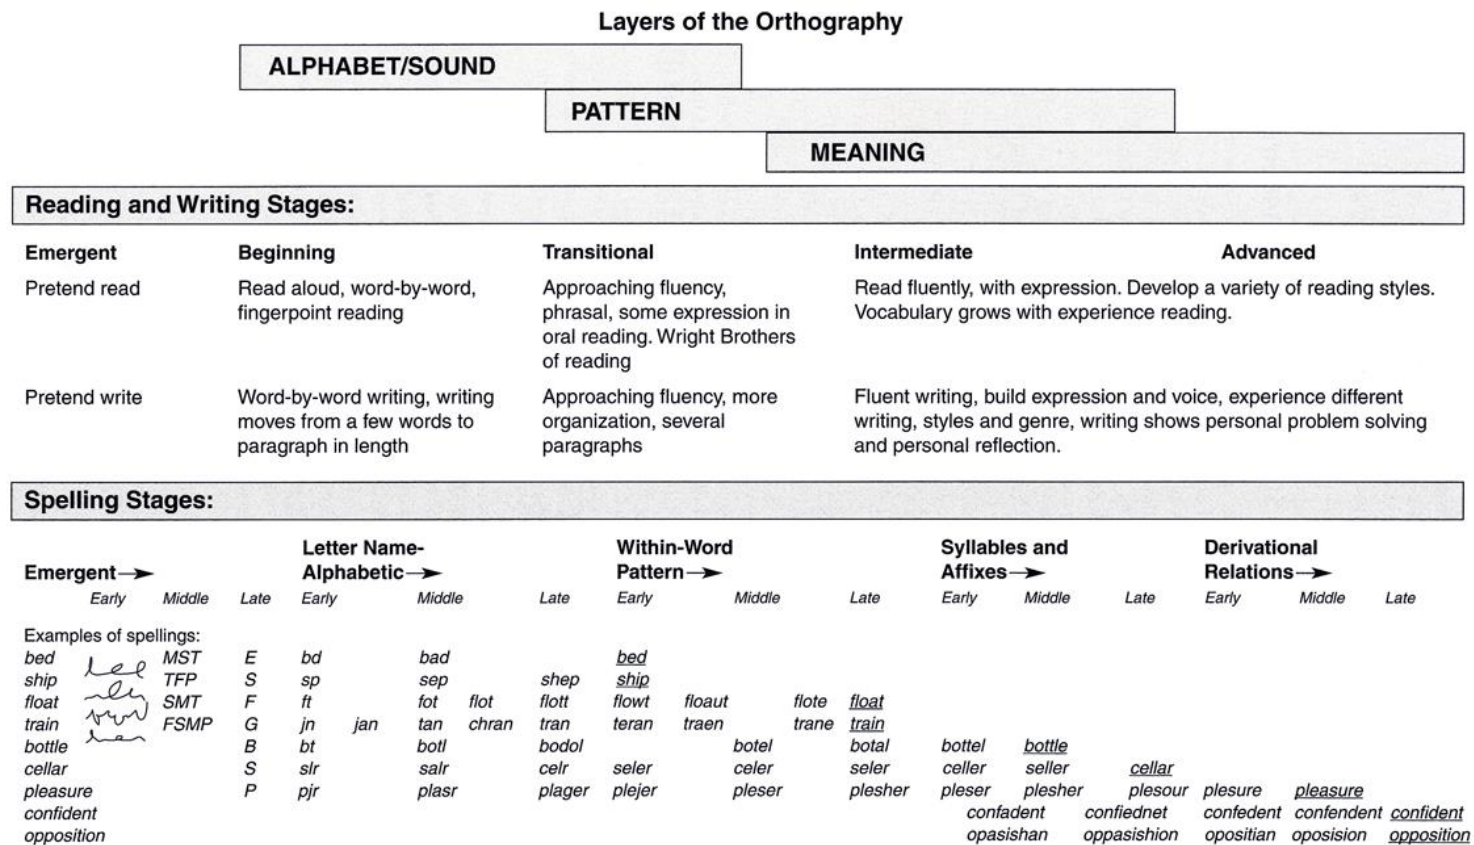 Layers of the Orthography
ALPHABET/SOUND
PATTERN
MEANING
Reading and Writing Stages:
Emergent Beginning Transitional Intermediate Advanced
Pretend read Read aloud, word-by-word, Approaching fluency, Read fluently, with expression. Develop a variety of reading styles.
fingerpoint reading phrasal, some expression in Vocabulary grows with experience reading.
oral reading. Wright Brothers
of reading
Pretend write Word-by-word writing, writing Approaching fluency, more Fluent writing, build expression and voice, experience different
moves from a few words to organization, several writing, styles and genre, writing shows personal problem solving
paragraph in length paragraphs and personal reflection.
Spelling Stages:
Letter Name- Within-Word Syllables and Derivational
Emergent→ Alphabetic→ Pattern→ Affixes→ Relations→
Early Middle Late Early Middle Late Early Middle Late Early Middle Late Early Middle Late
Examples of spellings:
bed MST E bd bad bed
ship TFP S sp sep shep ship
float SMT F ft fot flot flott flowt floaut flote float
train FSMP G jn jan tan chran tran teran traen trane train
bottle B bt botl bodol botel botal bottel bottle
cellar S slr salr celr seler celer seler celler seller cellar
pleasure P pjr plasr plager plejer pleser plesher pleser plesher plesour plesure pleasure
confident confadent confiednet confedent confendent confident
opposition opasishan oppasishion opositian oposision opposition